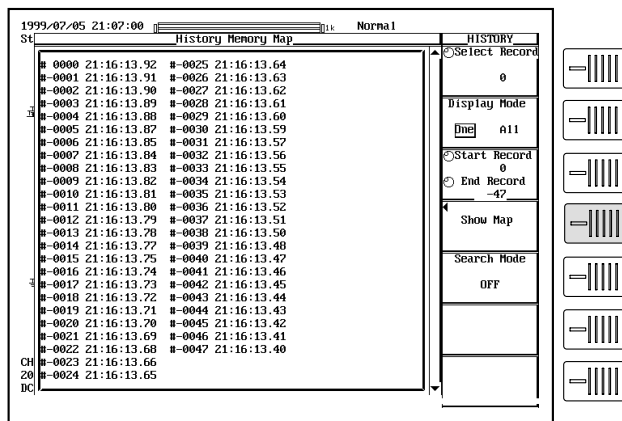 1999/07/05 21:07:00 1k Normal
St History Memory Map HISTORY
Select Record
0
# 0000 21:16:13.92 #-0025 21:16:13.64
#-0001 21:16:13.91 #-0026 21:16:13.63
#-0002 21:16:13.90 #-0027 21:16:13.62
#-0003 21:16:13.89 #-0028 21:16:13.61
#-0004 21:16:13.88 #-0029 21:16:13.60
#-0005 21:16:13.87 #-0030 21:16:13.59
#-0006 21:16:13.85 #-0031 21:16:13.57
#-0007 21:16:13.84 #-0032 21:16:13.56
#-0008 21:16:13.83 #-0033 21:16:13.55
#-0009 21:16:13.82 #-0034 21:16:13.54
#-0010 21:16:13.81 #-0035 21:16:13.53
#-0011 21:16:13.80 #-0036 21:16:13.52
#-0012 21:16:13.79 #-0037 21:16:13.51
#-0013 21:16:13.78 #-0038 21:16:13.50
#-0014 21:16:13.77 #-0039 21:16:13.48
#-0015 21:16:13.75 #-0040 21:16:13.47
#-0016 21:16:13.74 #-0041 21:16:13.46
#-0017 21:16:13.73 #-0042 21:16:13.45
#-0018 21:16:13.72 #-0043 21:16:13.44
#-0019 21:16:13.71 #-0044 21:16:13.43
#-0020 21:16:13.70 #-0045 21:16:13.42
#-0021 21:16:13.69 #-0046 21:16:13.41
#-0022 21:16:13.68 #-0047 21:16:13.40
#-0023 21:16:13.66
#-0024 21:16:13.65
Display Mode
One All
Start Record
0
End Record
-47
Show Map
Search Mode
OFF
CH
20
DC